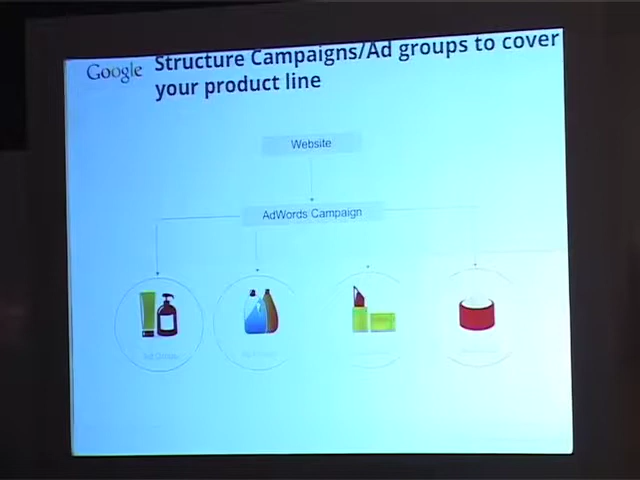 Google
Structure Campaigns/Ad groups to cover
your product line
Website
AdWords Campaign